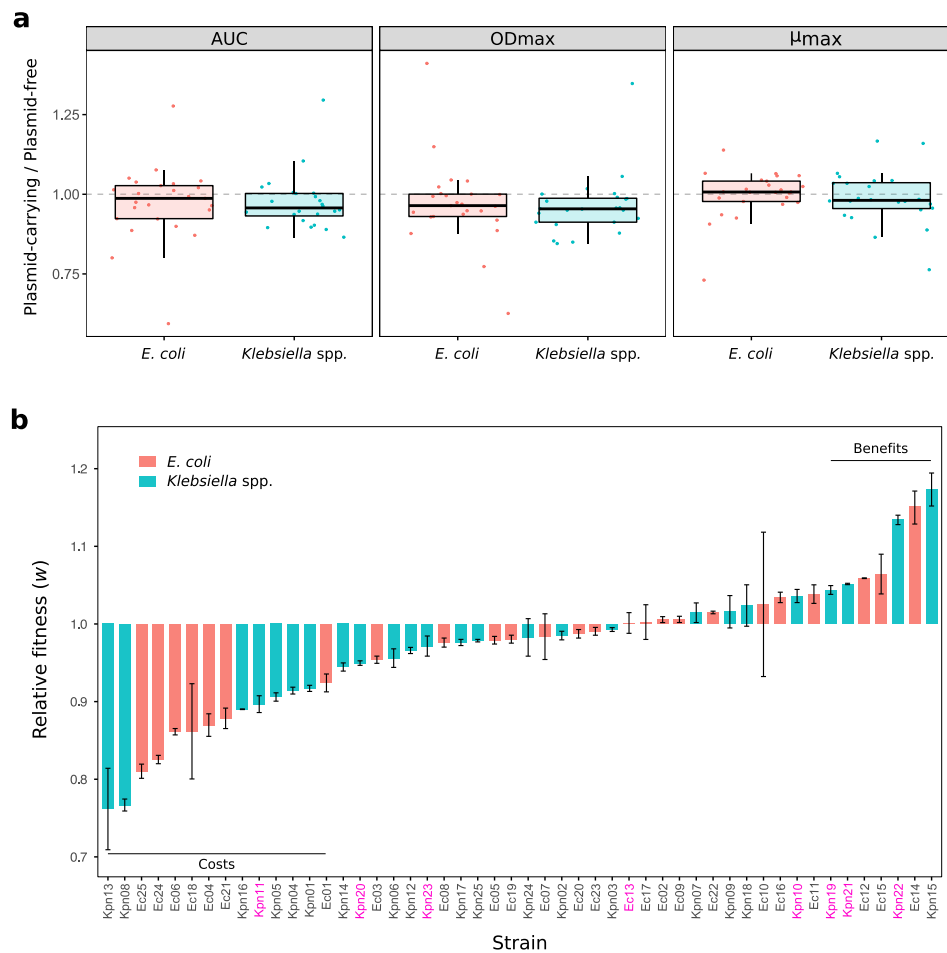 a
AUC
ODmax
μmax
Plasmid-carrying / Plasmid-free
1.25
1.00
0.75
E. coli
Klebsiella spp.
E. coli
Klebsiella spp.
E. coli
Klebsiella spp.
b
E. coli
Klebsiella spp.
Benefits
Costs
Relative fitness (w)
1.2
1.1
1.0
0.9
0.8
0.7
Kpn13
Kpn08
Ec25
Ec24
Ec06
Ec18
Ec04
Ec21
Kpn16
Kpn11
Kpn05
Kpn04
Kpn01
Ec01
Kpn14
Kpn20
Ec03
Kpn06
Kpn12
Kpn23
Ec08
Kpn17
Kpn25
Ec05
Ec19
Kpn24
Ec07
Kpn02
Ec20
Ec23
Kpn03
Ec13
Ec17
Ec02
Ec09
Kpn07
Ec22
Kpn09
Kpn18
Ec10
Ec16
Kpn10
Ec11
Kpn19
Kpn21
Ec12
Ec15
Kpn22
Ec14
Kpn15
Strain